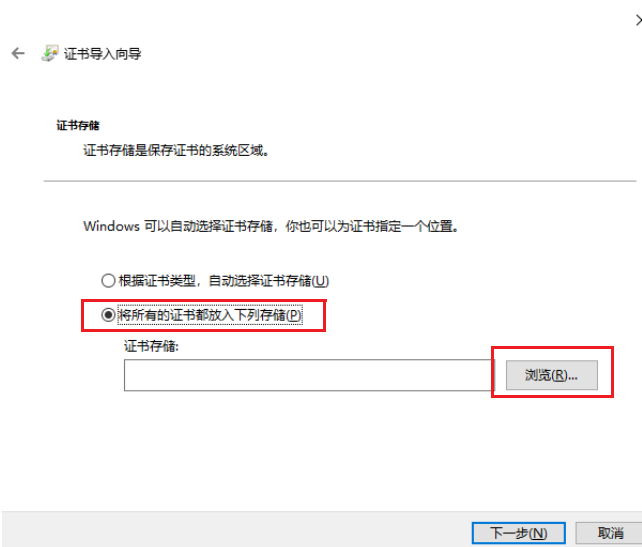 证书导入向导
证书存储
证书存储是保存证书的系统区域。
Windows 可以自动选择证书存储，你也可以为证书指定一个位置。
根据证书类型，自动选择证书存储(U)
将所有的证书都放入下列存储(P)
证书存储:
浏览(R)...
下一步(N) 取消